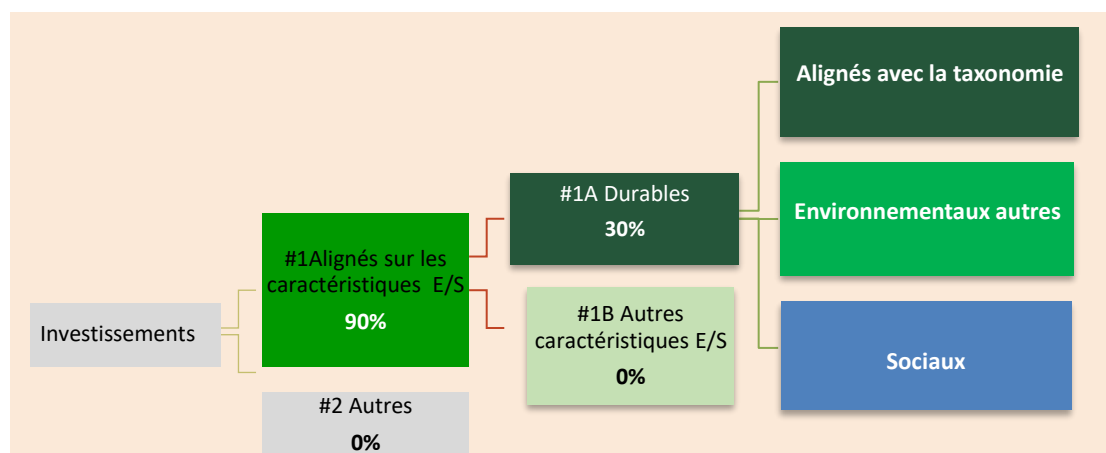 Investissements
#1Alignés sur les
caractéristiques E/S
90%
#2 Autres
0%
#1A Durables
30%
#1B Autres
caractéristiques E/S
0%
Alignés avec la taxonomie
Environnementaux autres
Sociaux